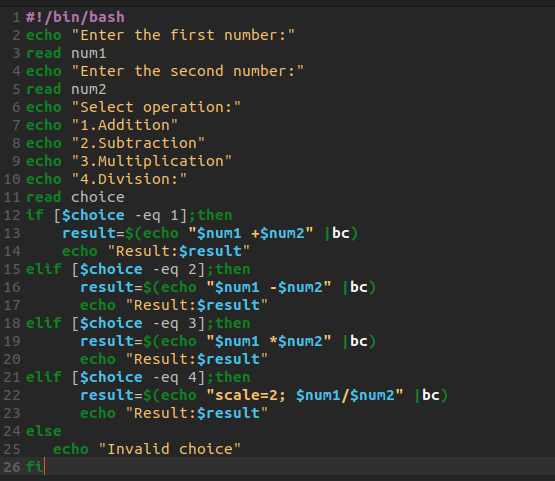 1 #!/bin/bash
2 echo "Enter the first number:"
3 read num1
4 echo "Enter the second number:"
5 read num2
6 echo "Select operation:"
7 echo "1.Addition"
8 echo "2.Subtraction"
9 echo "3.Multiplication"
10 echo "4.Division:"
11 read choice
12 if [$choice -eq 1];then
13     result=$(echo "$num1 +$num2" |bc)
14     echo "Result:$result"
15 elif [$choice -eq 2];then
16       result=$(echo "$num1 -$num2" |bc)
17       echo "Result:$result"
18 elif [$choice -eq 3];then
19       result=$(echo "$num1 *$num2" |bc)
20       echo "Result:$result"
21 elif [$choice -eq 4];then
22       result=$(echo "scale=2; $num1/$num2" |bc)
23       echo "Result:$result"
24 else
25    echo "Invalid choice"
26 fi